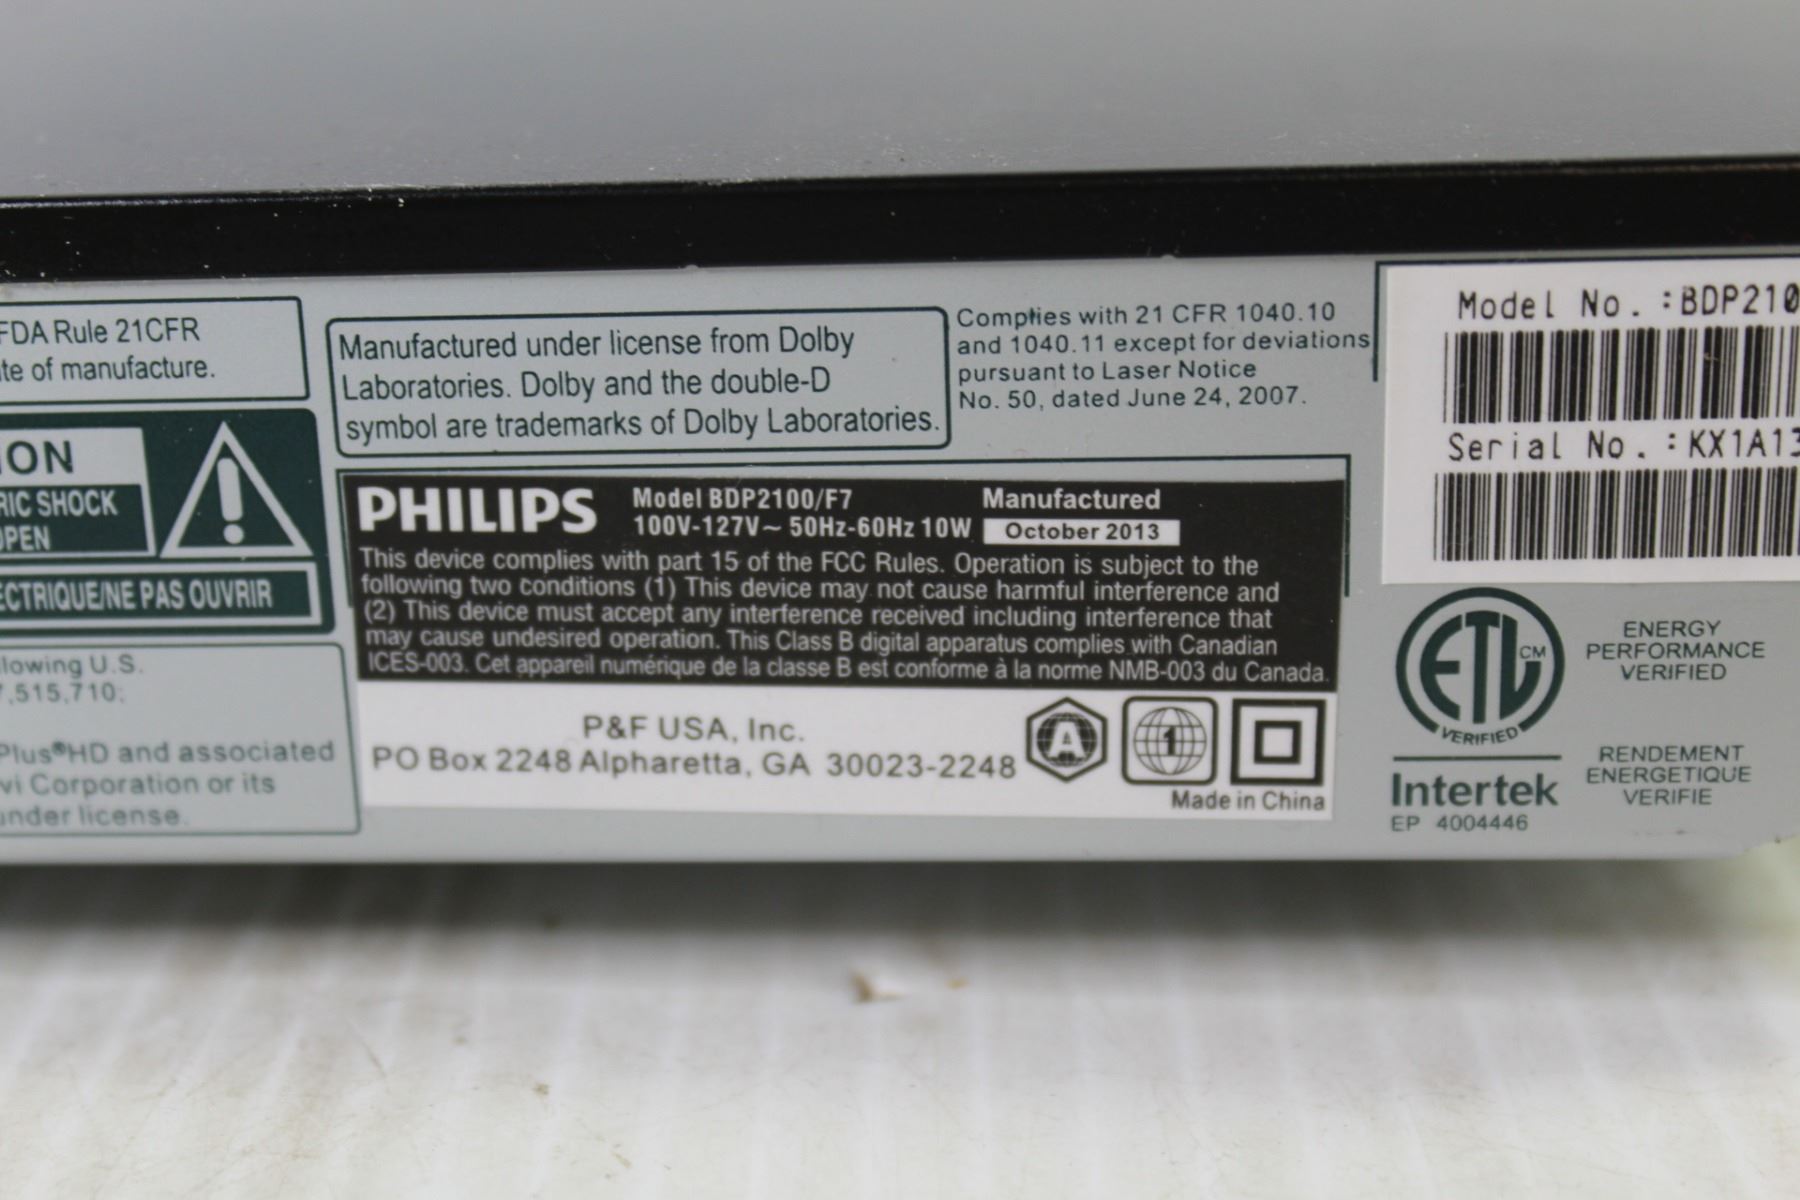 FDA Rule 21CFR
of manufacture.
ELECTRIQUE/NE PAS OUVRIR
U.S.
7,515,710;
Plus®HD and associated
Corporation or its
under license.
Manufactured under license from Dolby
Laboratories. Dolby and the double-D
symbol are trademarks of Dolby Laboratories.
Complies with 21 CFR 1040.10
and 1040.11 except for deviations
pursuant to Laser Notice
No. 50, dated June 24, 2007.
PHILIPS
Model BDP2100/F7
100V-127V~ 50Hz-60Hz 10W
Manufactured
October 2013
This device complies with part 15 of the FCC Rules. Operation is subject to the
following two conditions (1) This device may not cause harmful interference and
(2) This device must accept any interference received including interference that
may cause undesired operation. This Class B digital apparatus complies with Canadian
ICES-003. Cet appareil numérique de la classe B est conforme à la norme NMB-003 du Canada.
P&F USA, Inc.
PO Box 2248 Alpharetta, GA 30023-2248
A
1
Made in China
Model No. :BDP210
Serial No. :KX1A13
ETL CM
VERIFIED
Intertek
EP 4004446
ENERGY
PERFORMANCE
VERIFIED
RENDEMENT
ENERGETIQUE
VERIFIE